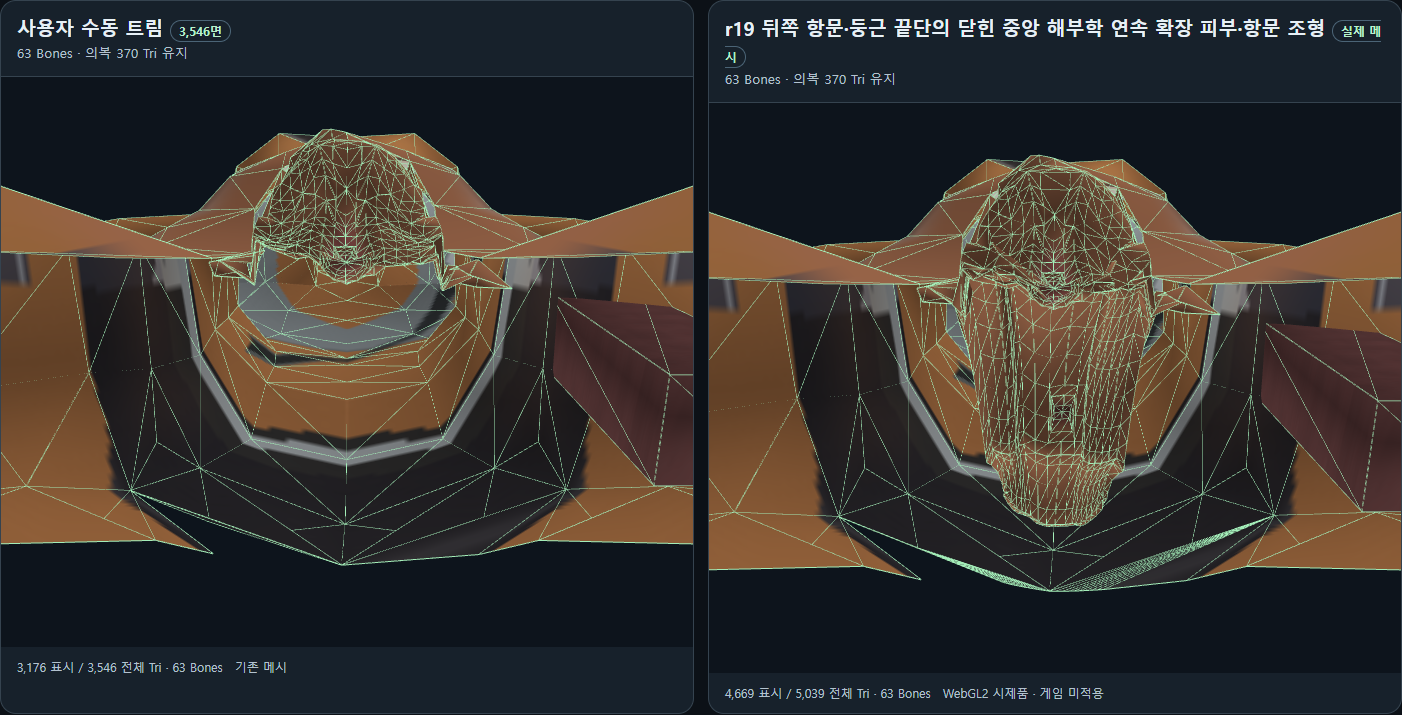 사용자 수동 트림 3,546면
63 Bones · 의복 370 Tri 유지
3,176 표시 / 3,546 전체 Tri · 63 Bones 기존 메시
r19 뒤쪽 항문·둥근 끝단의 닫힌 중앙 해부학 연속 확장 피부·항문 조형 실제 메
시
63 Bones · 의복 370 Tri 유지
4,669 표시 / 5,039 전체 Tri · 63 Bones WebGL2 시제품 · 게임 미적용